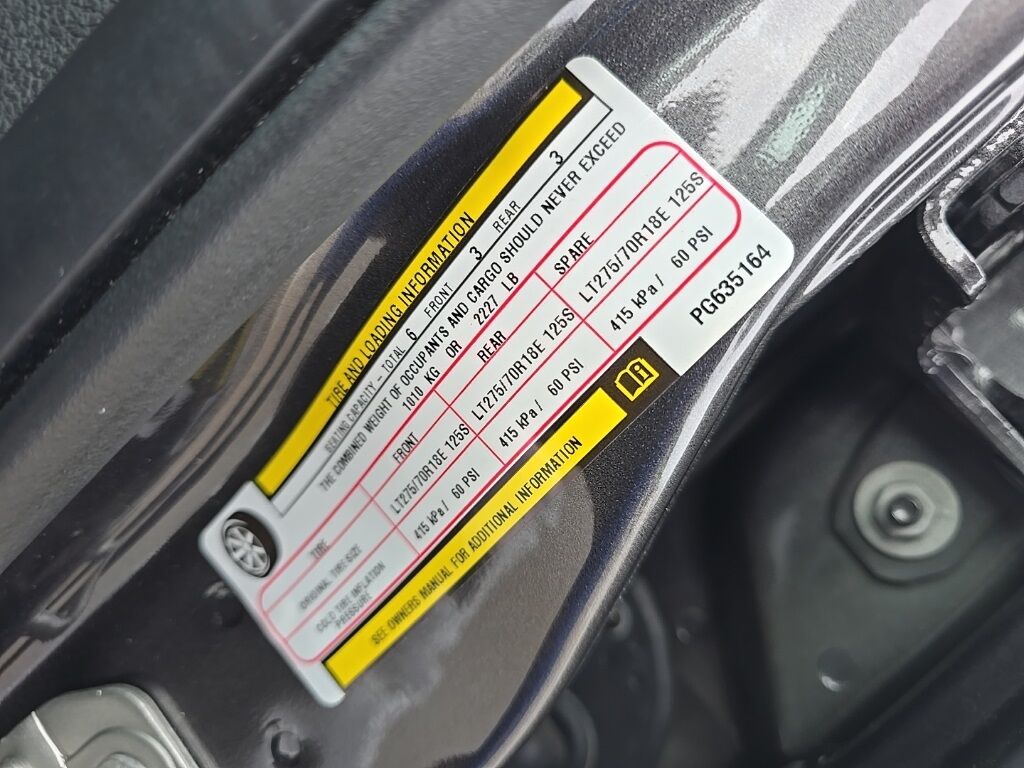 TIRE AND LOADING INFORMATION
SEATING CAPACITY - TOTAL 6 FRONT 3 REAR 3
THE COMBINED WEIGHT OF OCCUPANTS AND CARGO SHOULD NEVER EXCEED
1010 KG OR 2227 LB
TIRE FRONT REAR SPARE
ORIGINAL TIRE SIZE LT275/70R18E 125S LT275/70R18E 125S LT275/70R18E 125S
COLD TIRE INFLATION
PRESSURE 415 kPa / 60 PSI 415 kPa / 60 PSI 415 kPa / 60 PSI
SEE OWNERS MANUAL FOR ADDITIONAL INFORMATION
PG635164